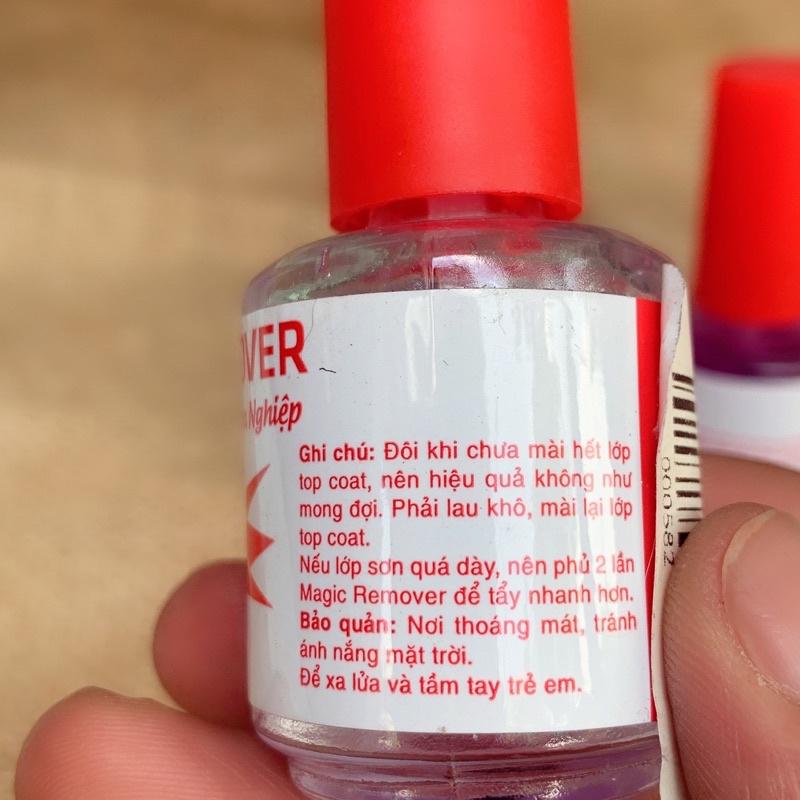 OVER
Nghiệp
Ghi chú: Đội khi chưa mài hết lớp
top coat, nên hiệu quả không như
mong đợi. Phải lau khô, mài lại lớp
top coat.
Nếu lớp sơn quá dày, nên phủ 2 lần
Magic Remover để tẩy nhanh hơn.
Bảo quản: Nơi thoáng mát, tránh
ánh nắng mặt trời.
Để xa lửa và tầm tay trẻ em.
000582